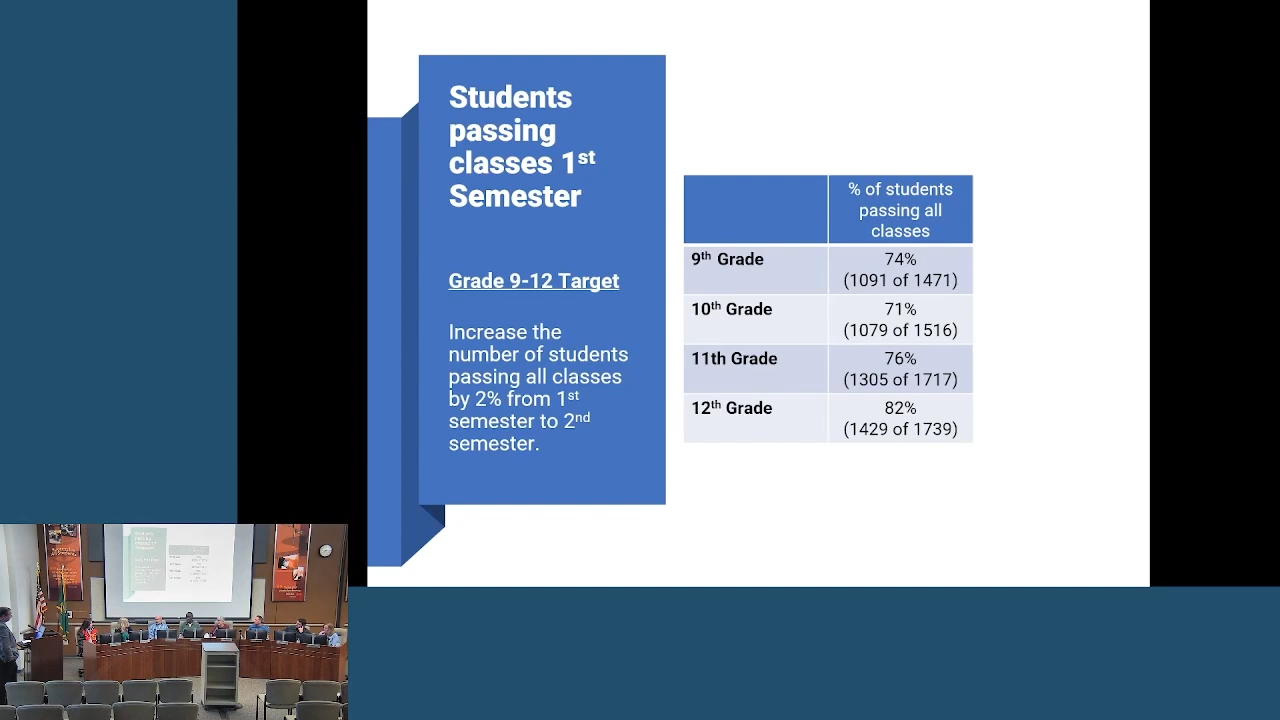 Students
passing
classes 1st
Semester
Grade 9-12 Target
Increase the
number of students
passing all classes
by 2% from 1st
semester to 2nd
semester.
% of students
passing all
classes
9th Grade
74%
(1091 of 1471)
10th Grade
71%
(1079 of 1516)
11th Grade
76%
(1305 of 1717)
12th Grade
82%
(1429 of 1739)